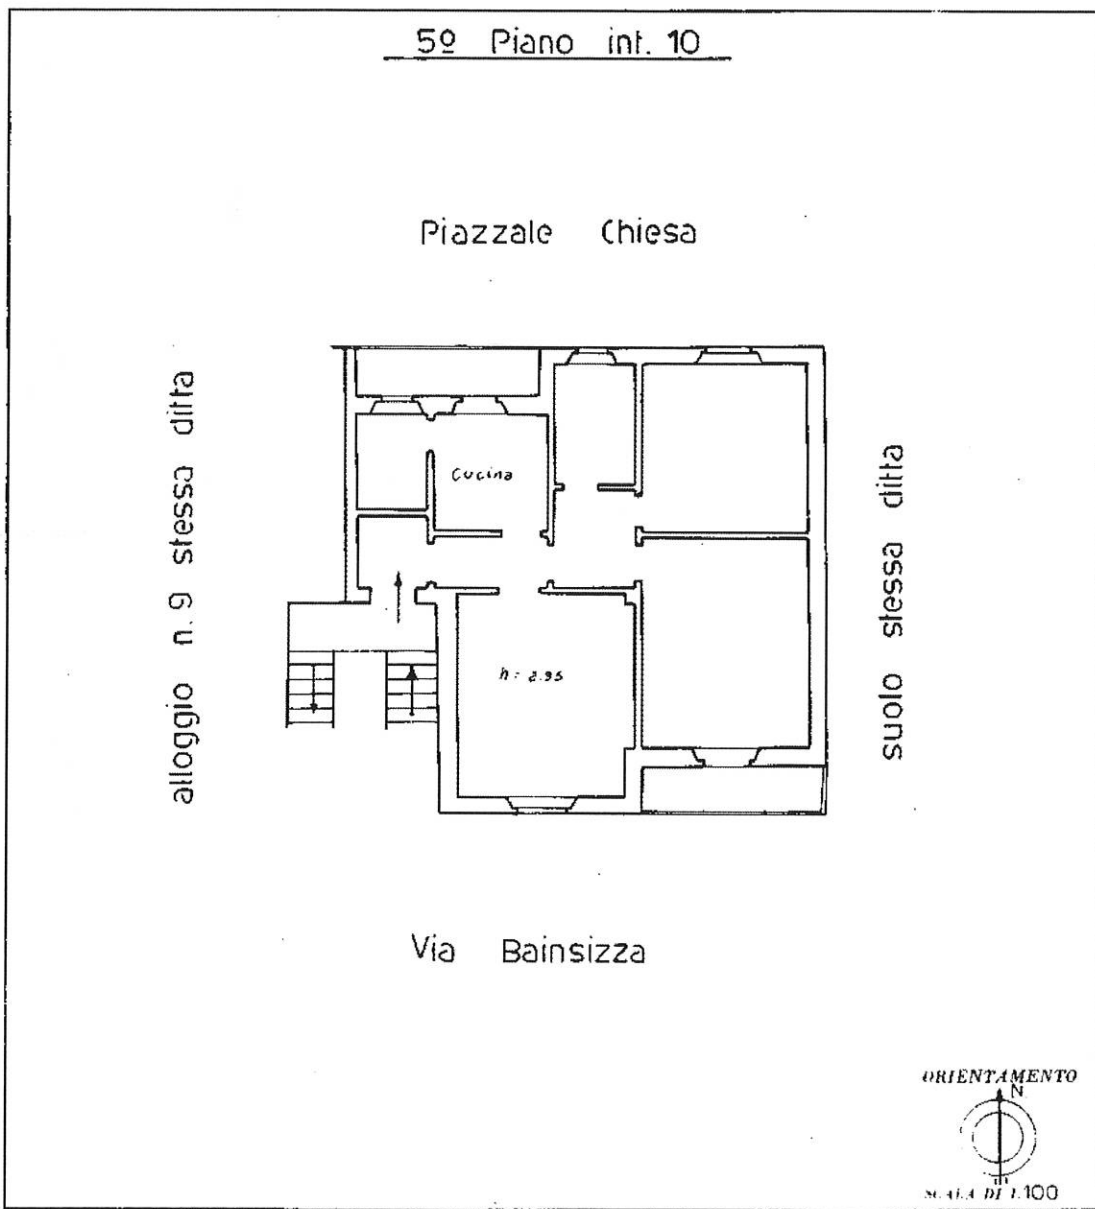 5º Piano int. 10
Piazzale Chiesa
alloggio n. 9 stessa ditta
suolo stessa ditta
Cucina
h = 2.95
Via Bainsizza
ORIENTAMENTO
N
SCALA DI 1:100